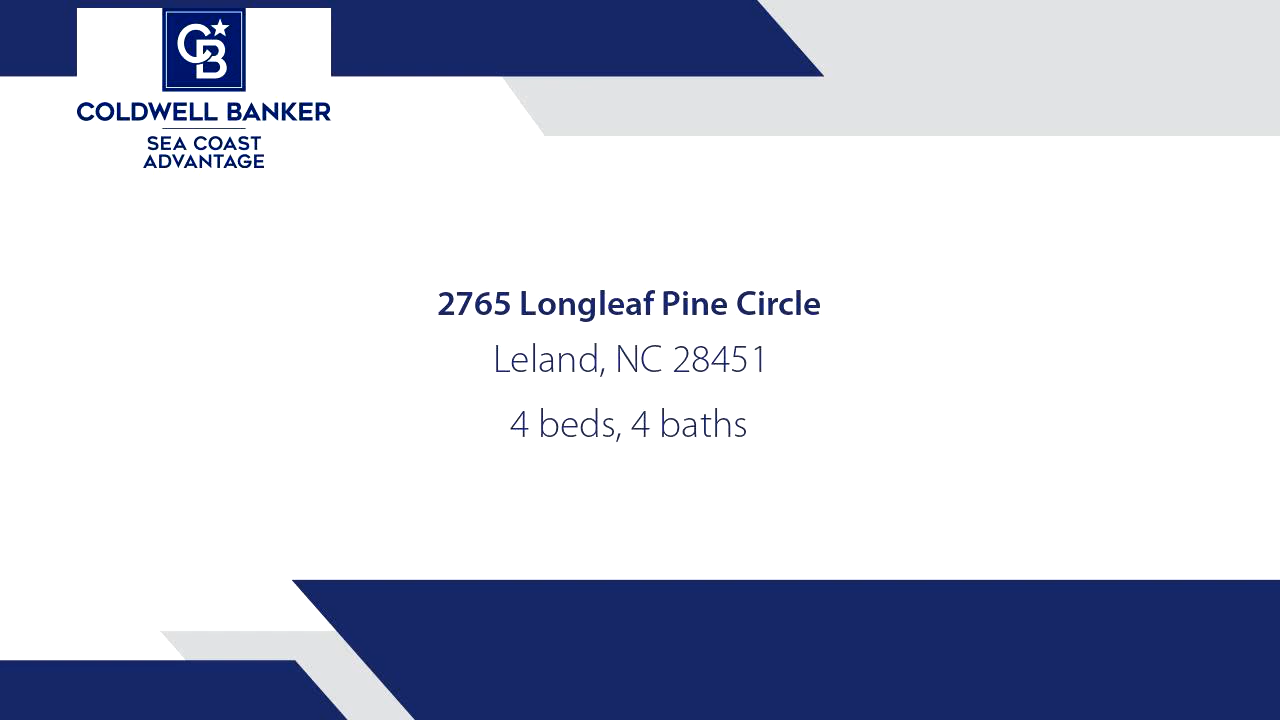 CB
COLDWELL BANKER
SEA COAST
ADVANTAGE
2765 Longleaf Pine Circle
Leland, NC 28451
4 beds, 4 baths